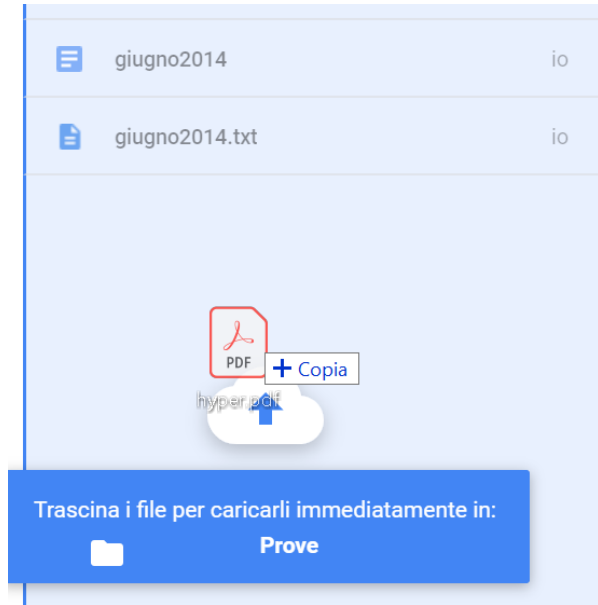 giugno2014 io
giugno2014.txt io
PDF
+ Copia
hyper.pdf
Trascina i file per caricarli immediatamente in:
Prove